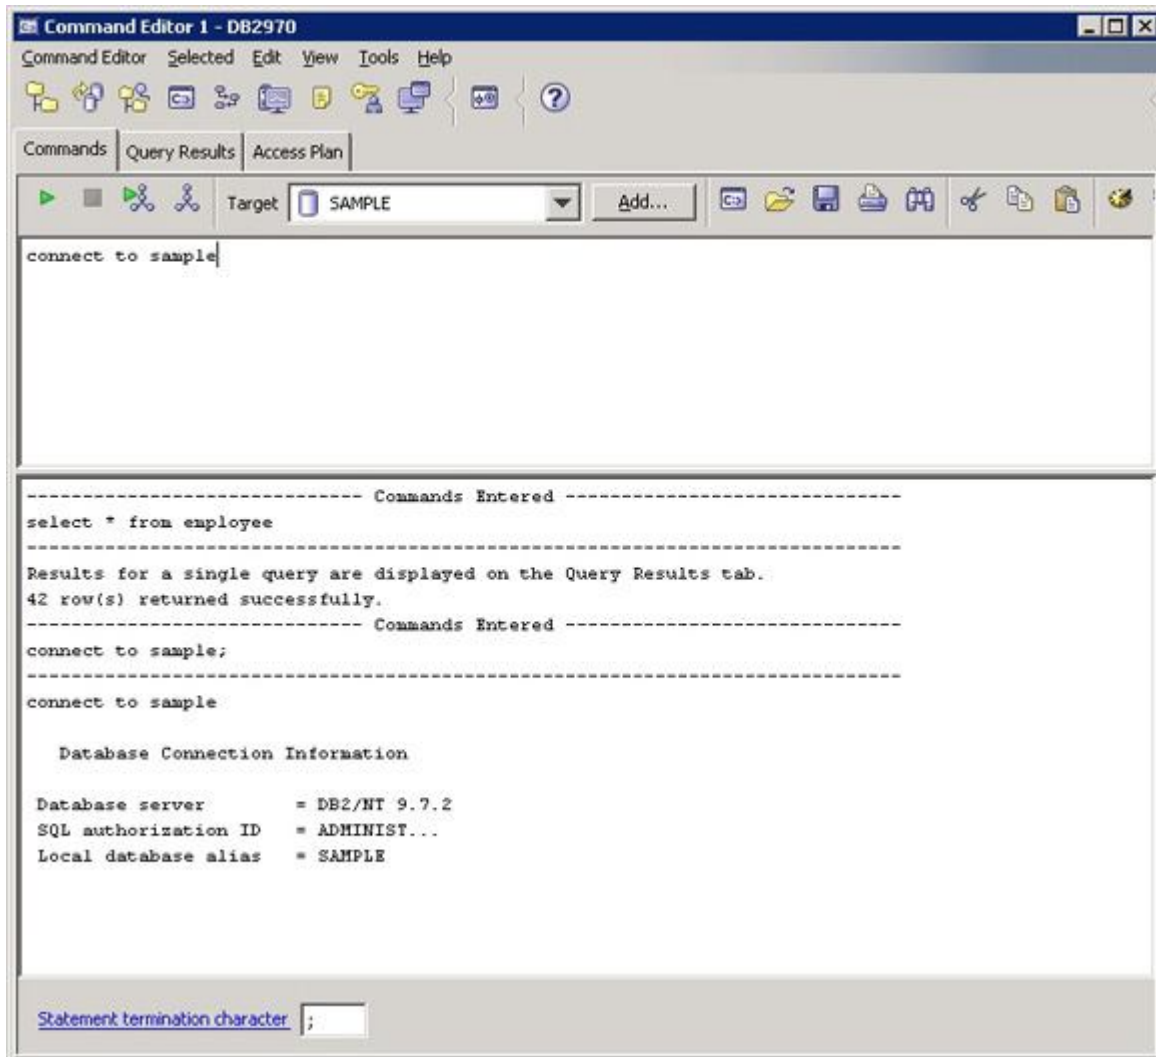 Command Editor 1 - DB2970
Command Editor Selected Edit View Tools Help
Commands Query Results Access Plan
Target SAMPLE Add...
connect to sample
------------------------------ Commands Entered ------------------------------
select * from employee
------------------------------------------------------------------------------
Results for a single query are displayed on the Query Results tab.
42 row(s) returned successfully.
------------------------------ Commands Entered ------------------------------
connect to sample;
------------------------------------------------------------------------------
connect to sample
Database Connection Information
Database server = DB2/NT 9.7.2
SQL authorization ID = ADMINIST...
Local database alias = SAMPLE
Statement termination character ;